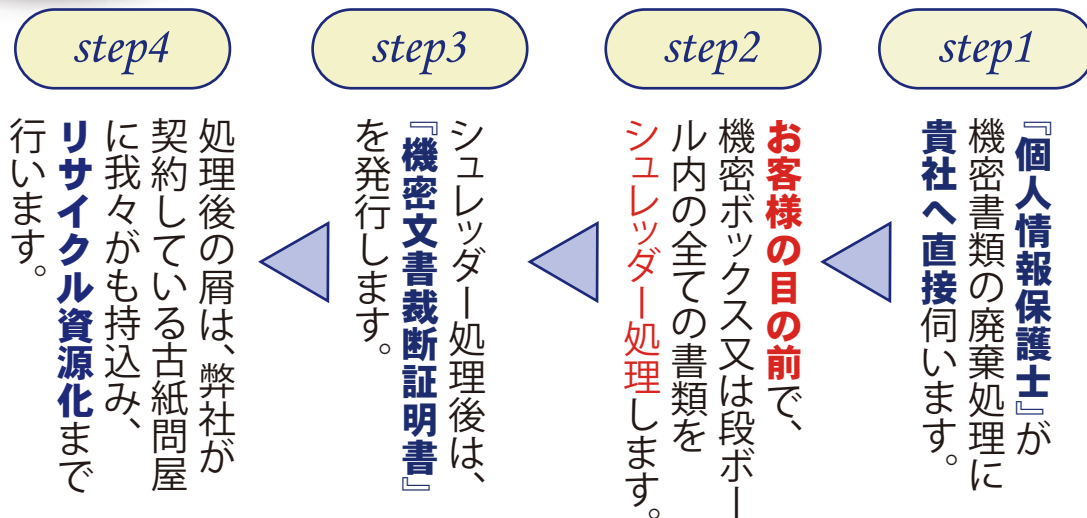 step1
『個人情報保護士』が
機密書類の廃棄処理に
貴社へ直接伺います。
step2
お客様の目の前で、
機密ボックス又は段ボー
ル内の全ての書類を
シュレッダー処理します。
step3
シュレッダー処理後は、
『機密文書裁断証明書』
を発行します。
step4
処理後の屑は、弊社が
契約している古紙問屋
に我々がも持込み、
リサイクル資源化まで
行います。